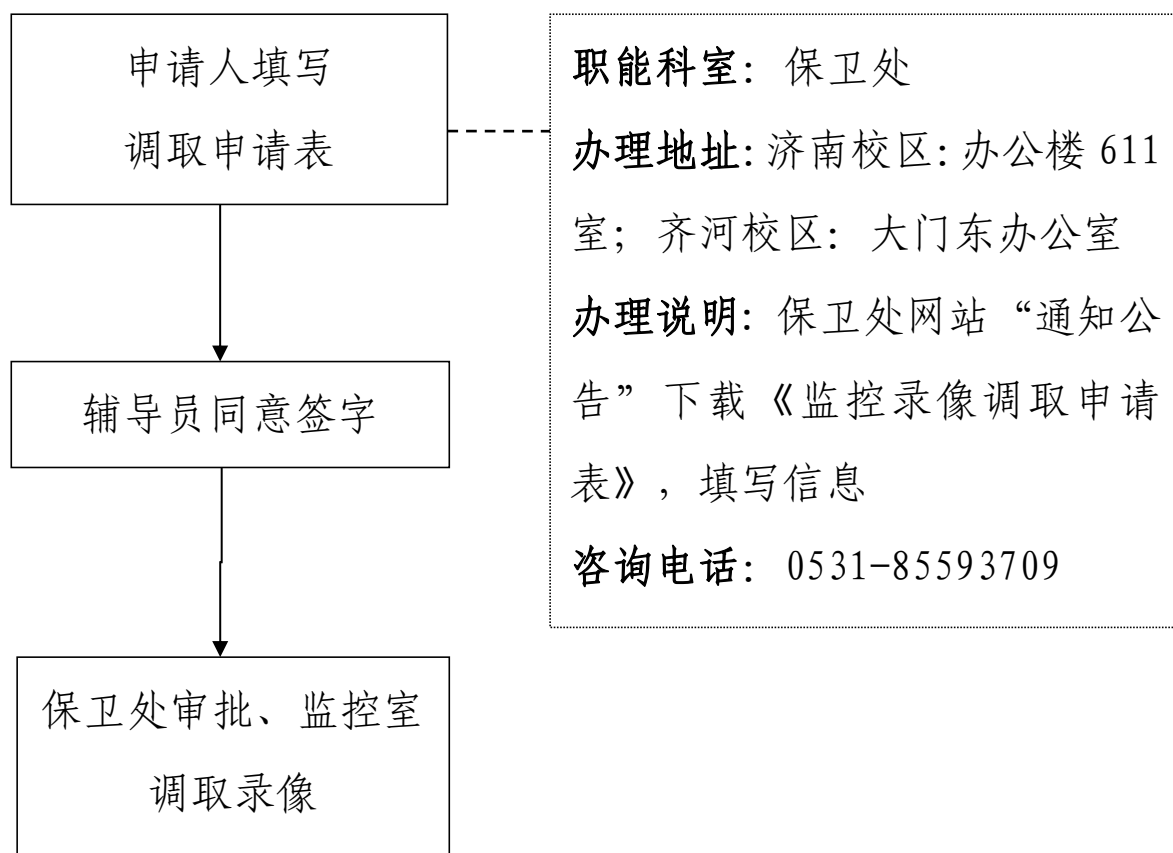 申请人填写
调取申请表
辅导员同意签字
保卫处审批、监控室
调取录像
职能科室：保卫处
办理地址：济南校区：办公楼 611
室；齐河校区：大门东办公室
办理说明：保卫处网站“通知公
告”下载《监控录像调取申请
表》，填写信息
咨询电话：0531-85593709